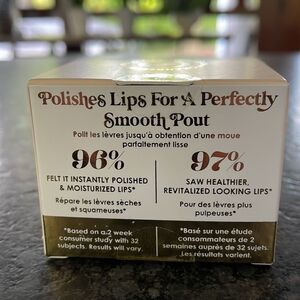 Polishes Lips For A Perfectly
Smooth Pout
Polit les lèvres jusqu'à obtention d'une moue
parfaitement lisse
96%
FELT IT INSTANTLY POLISHED
& MOISTURIZED LIPS*
Répare les lèvres sèches
et squameuses*
97%
SAW HEALTHIER,
REVITALIZED LOOKING LIPS*
Pour des lèvres plus
pulpeuses*
*Based on a 2 week
consumer study with 32
subjects. Results will vary.
*Basé sur une étude
consommateurs de 2
semaines auprès de 32 sujets.
Les résultats varient.